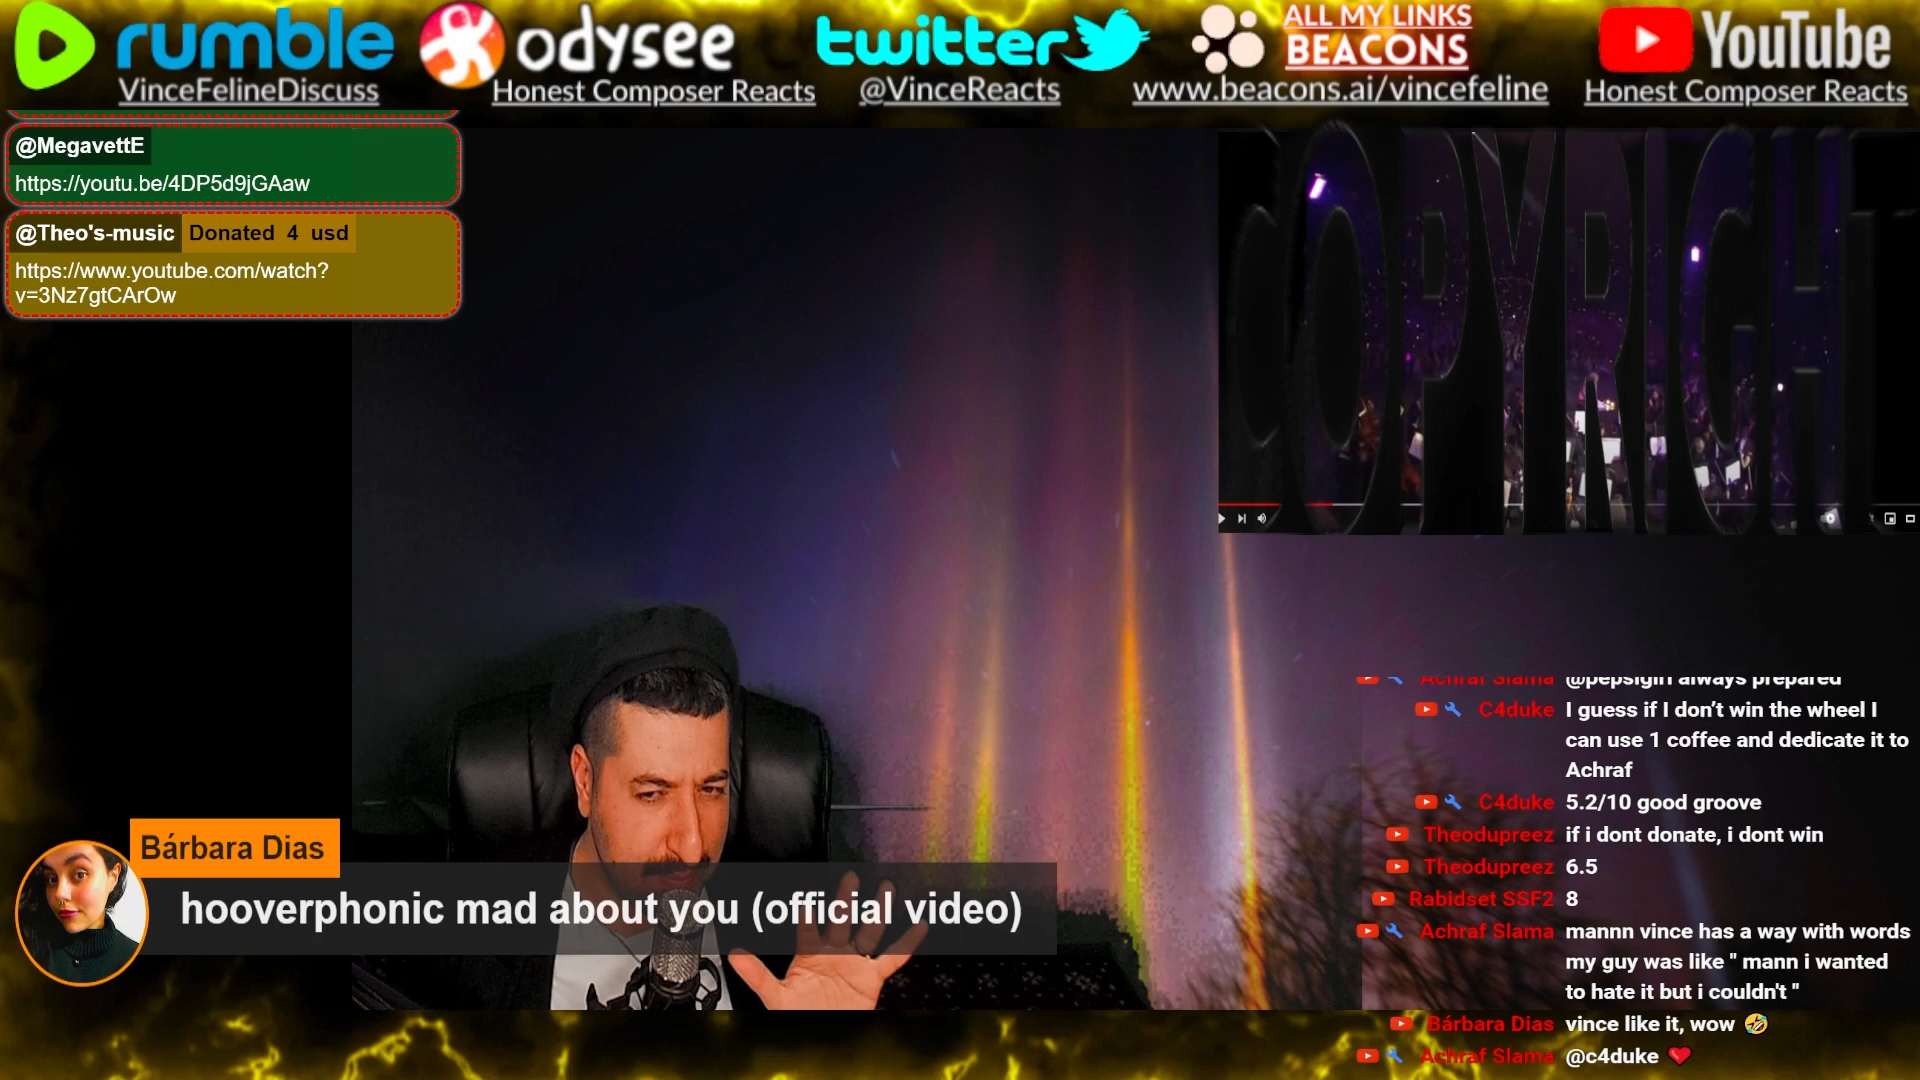 rumble
VinceFelineDiscuss
odysee
Honest Composer Reacts
twitter
@VinceReacts
ALL MY LINKS
BEACONS
www.beacons.ai/vincefeline
YouTube
Honest Composer Reacts
@MegavettE
https://youtu.be/4DP5d9jGAaw
@Theo's-music Donated 4 usd
https://www.youtube.com/watch?
v=3Nz7gtCArOw
COPYRIGHT
Achraf Slama @pepsigirl always prepared
C4duke I guess if I don’t win the wheel I
can use 1 coffee and dedicate it to
Achraf
C4duke 5.2/10 good groove
Theodupreez if i dont donate, i dont win
Theodupreez 6.5
Rabidset SSF2 8
Achraf Slama mannn vince has a way with words
my guy was like " mann i wanted
to hate it but i couldn't "
Bárbara Dias vince like it, wow 🤣
Achraf Slama @c4duke ❤️
Bárbara Dias
hooverphonic mad about you (official video)